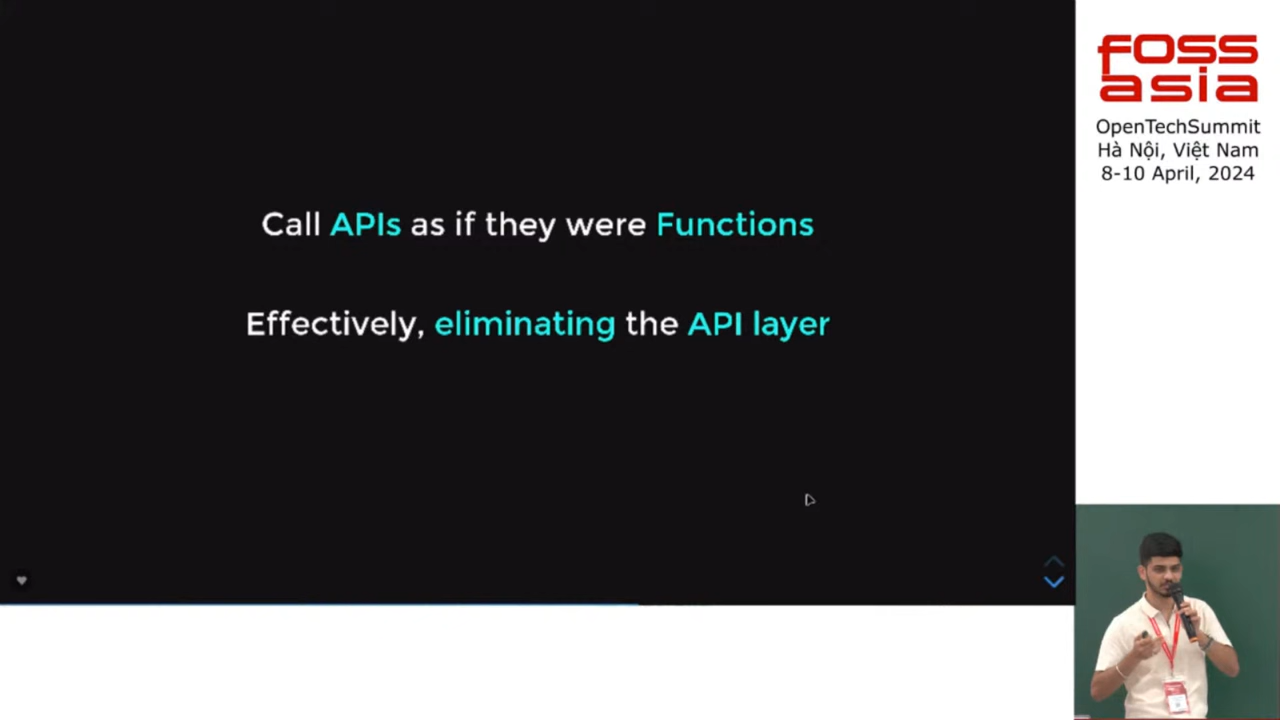 Call APIs as if they were Functions
Effectively, eliminating the API layer
FOSS
asia
OpenTechSummit
Hà Nội, Việt Nam
8-10 April, 2024